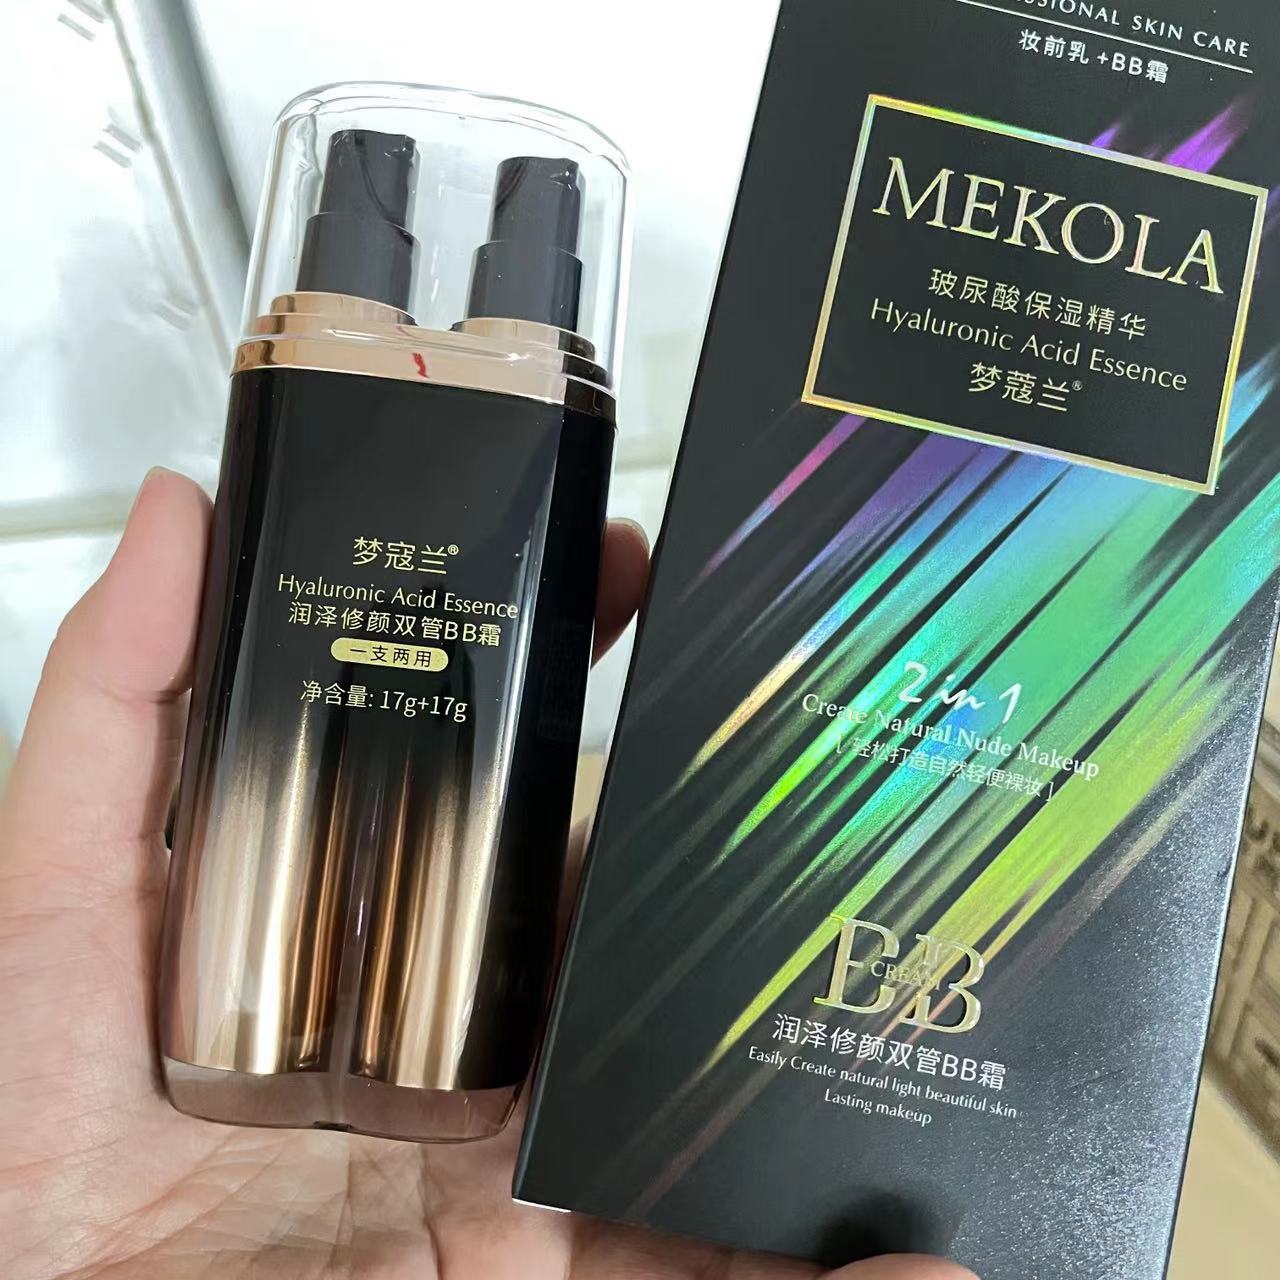 梦蔻兰®
Hyaluronic Acid Essence
润泽修颜双管BB霜
一支两用
净含量: 17g+17g
SKIN CARE
妆前乳+BB霜
MEKOLA
玻尿酸保湿精华
Hyaluronic Acid Essence
梦蔻兰®
2 in 1
Create Natural Nude Makeup
[ 轻松打造自然轻便裸妆 ]
BB
CREAM
润泽修颜双管BB霜
Easily Create natural light beautiful skin
Lasting makeup